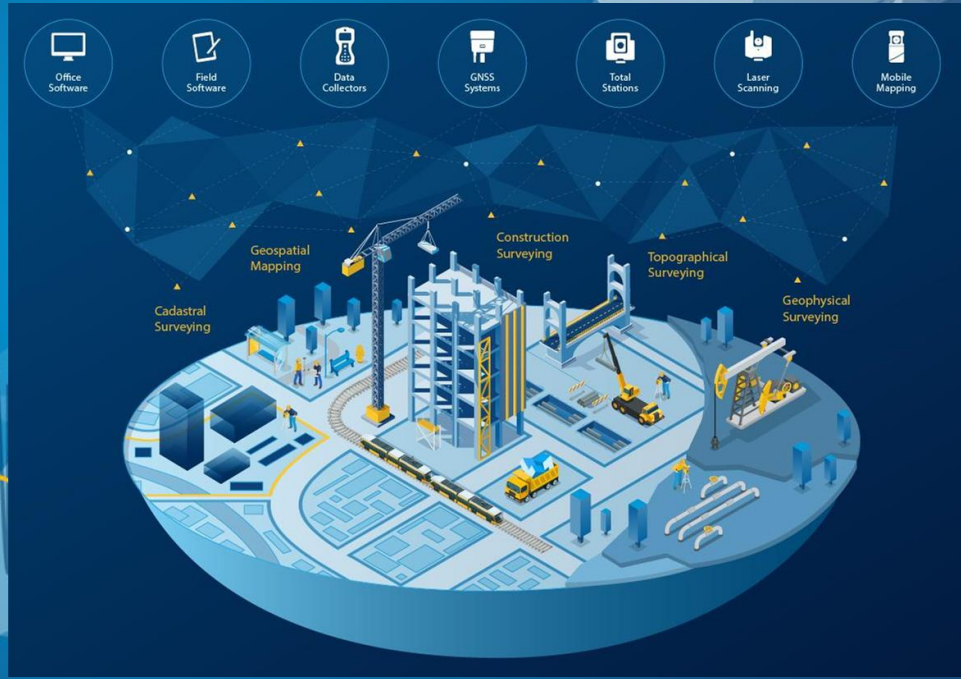 Office
Software
Field
Software
Data
Collectors
GNSS
Systems
Total
Stations
Laser
Scanning
Mobile
Mapping
Cadastral
Surveying
Geospatial
Mapping
Construction
Surveying
Topographical
Surveying
Geophysical
Surveying